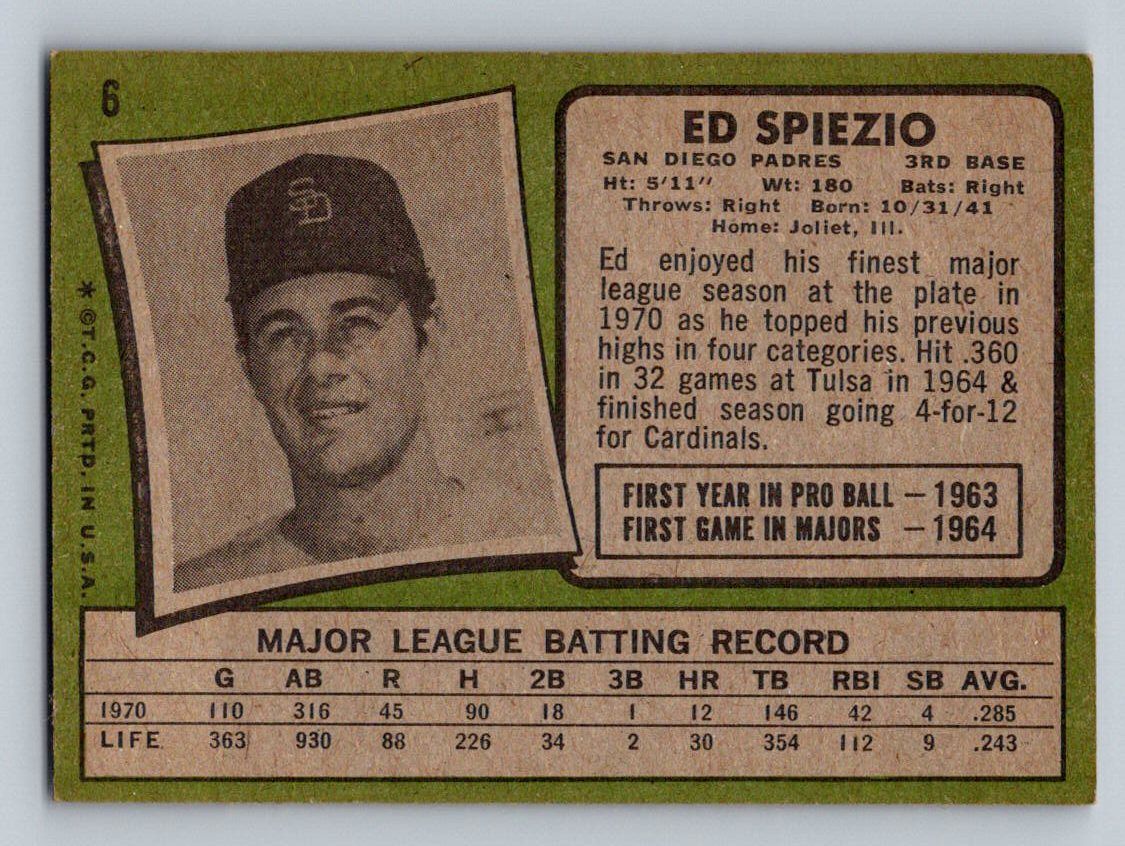 6
ED SPIEZIO
SAN DIEGO PADRES 3RD BASE
Ht: 5'11" Wt: 180 Bats: Right
Throws: Right Born: 10/31/41
Home: Joliet, Ill.
Ed enjoyed his finest major
league season at the plate in
1970 as he topped his previous
highs in four categories. Hit .360
in 32 games at Tulsa in 1964 &
finished season going 4-for-12
for Cardinals.
FIRST YEAR IN PRO BALL – 1963
FIRST GAME IN MAJORS – 1964
SD
* ©T.C.G. PRTD. IN U.S.A.
MAJOR LEAGUE BATTING RECORD
G AB R H 2B 3B HR TB RBI SB AVG.
1970 110 316 45 90 18 1 12 146 42 4 .285
LIFE 363 930 88 226 34 2 30 354 112 9 .243